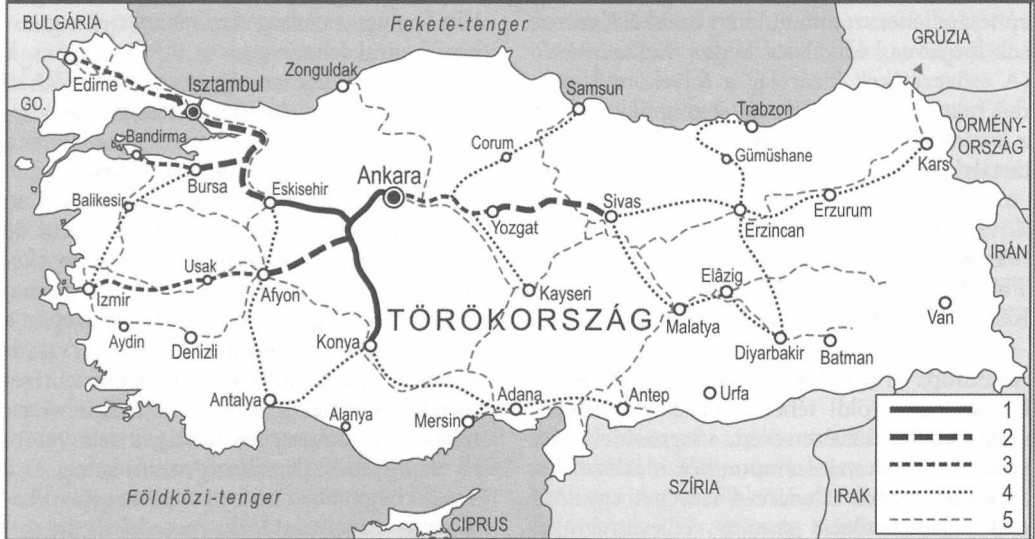 BULGÁRIA
Fekete-tenger
GRÚZIA
Edirne
Isztambul
Zonguldak
Samsun
Trabzon
GO.
Bandirma
Corum
Gümüshane
ÖRMÉNY-
ORSZÁG
Kars
Bursa
Balikesir
Eskisehir
Ankara
Yozgat
Sivas
Erzincan
Erzurum
IRÁN
Usak
Izmir
Afyon
Kayseri
Elâzig
Malatya
Van
TÖRÖKORSZÁG
Aydin
Denizli
Konya
Diyarbakir
Batman
Antalya
Alanya
Mersin
Adana
Antep
Urfa
1
2
3
4
5
Földközi-tenger
CIPRUS
SZÍRIA
IRAK